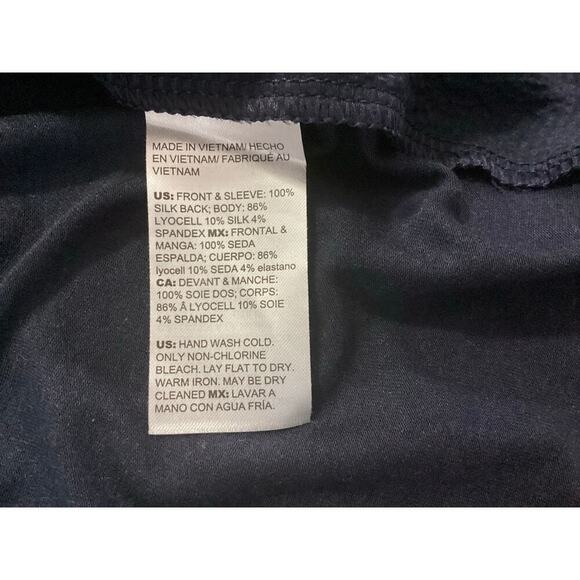 MADE IN VIETNAM/ HECHO
EN VIETNAM/ FABRIQUÉ AU
VIETNAM
US: FRONT & SLEEVE: 100%
SILK BACK; BODY: 86%
LYOCELL 10% SILK 4%
SPANDEX MX: FRONTAL &
MANGA: 100% SEDA
ESPALDA; CUERPO: 86%
lyocell 10% SEDA 4% elastano
CA: DEVANT & MANCHE:
100% SOIE DOS; CORPS:
86% Â LYOCELL 10% SOIE
4% SPANDEX
US: HAND WASH COLD.
ONLY NON-CHLORINE
BLEACH. LAY FLAT TO DRY.
WARM IRON. MAY BE DRY
CLEANED MX: LAVAR A
MANO CON AGUA FRÍA.